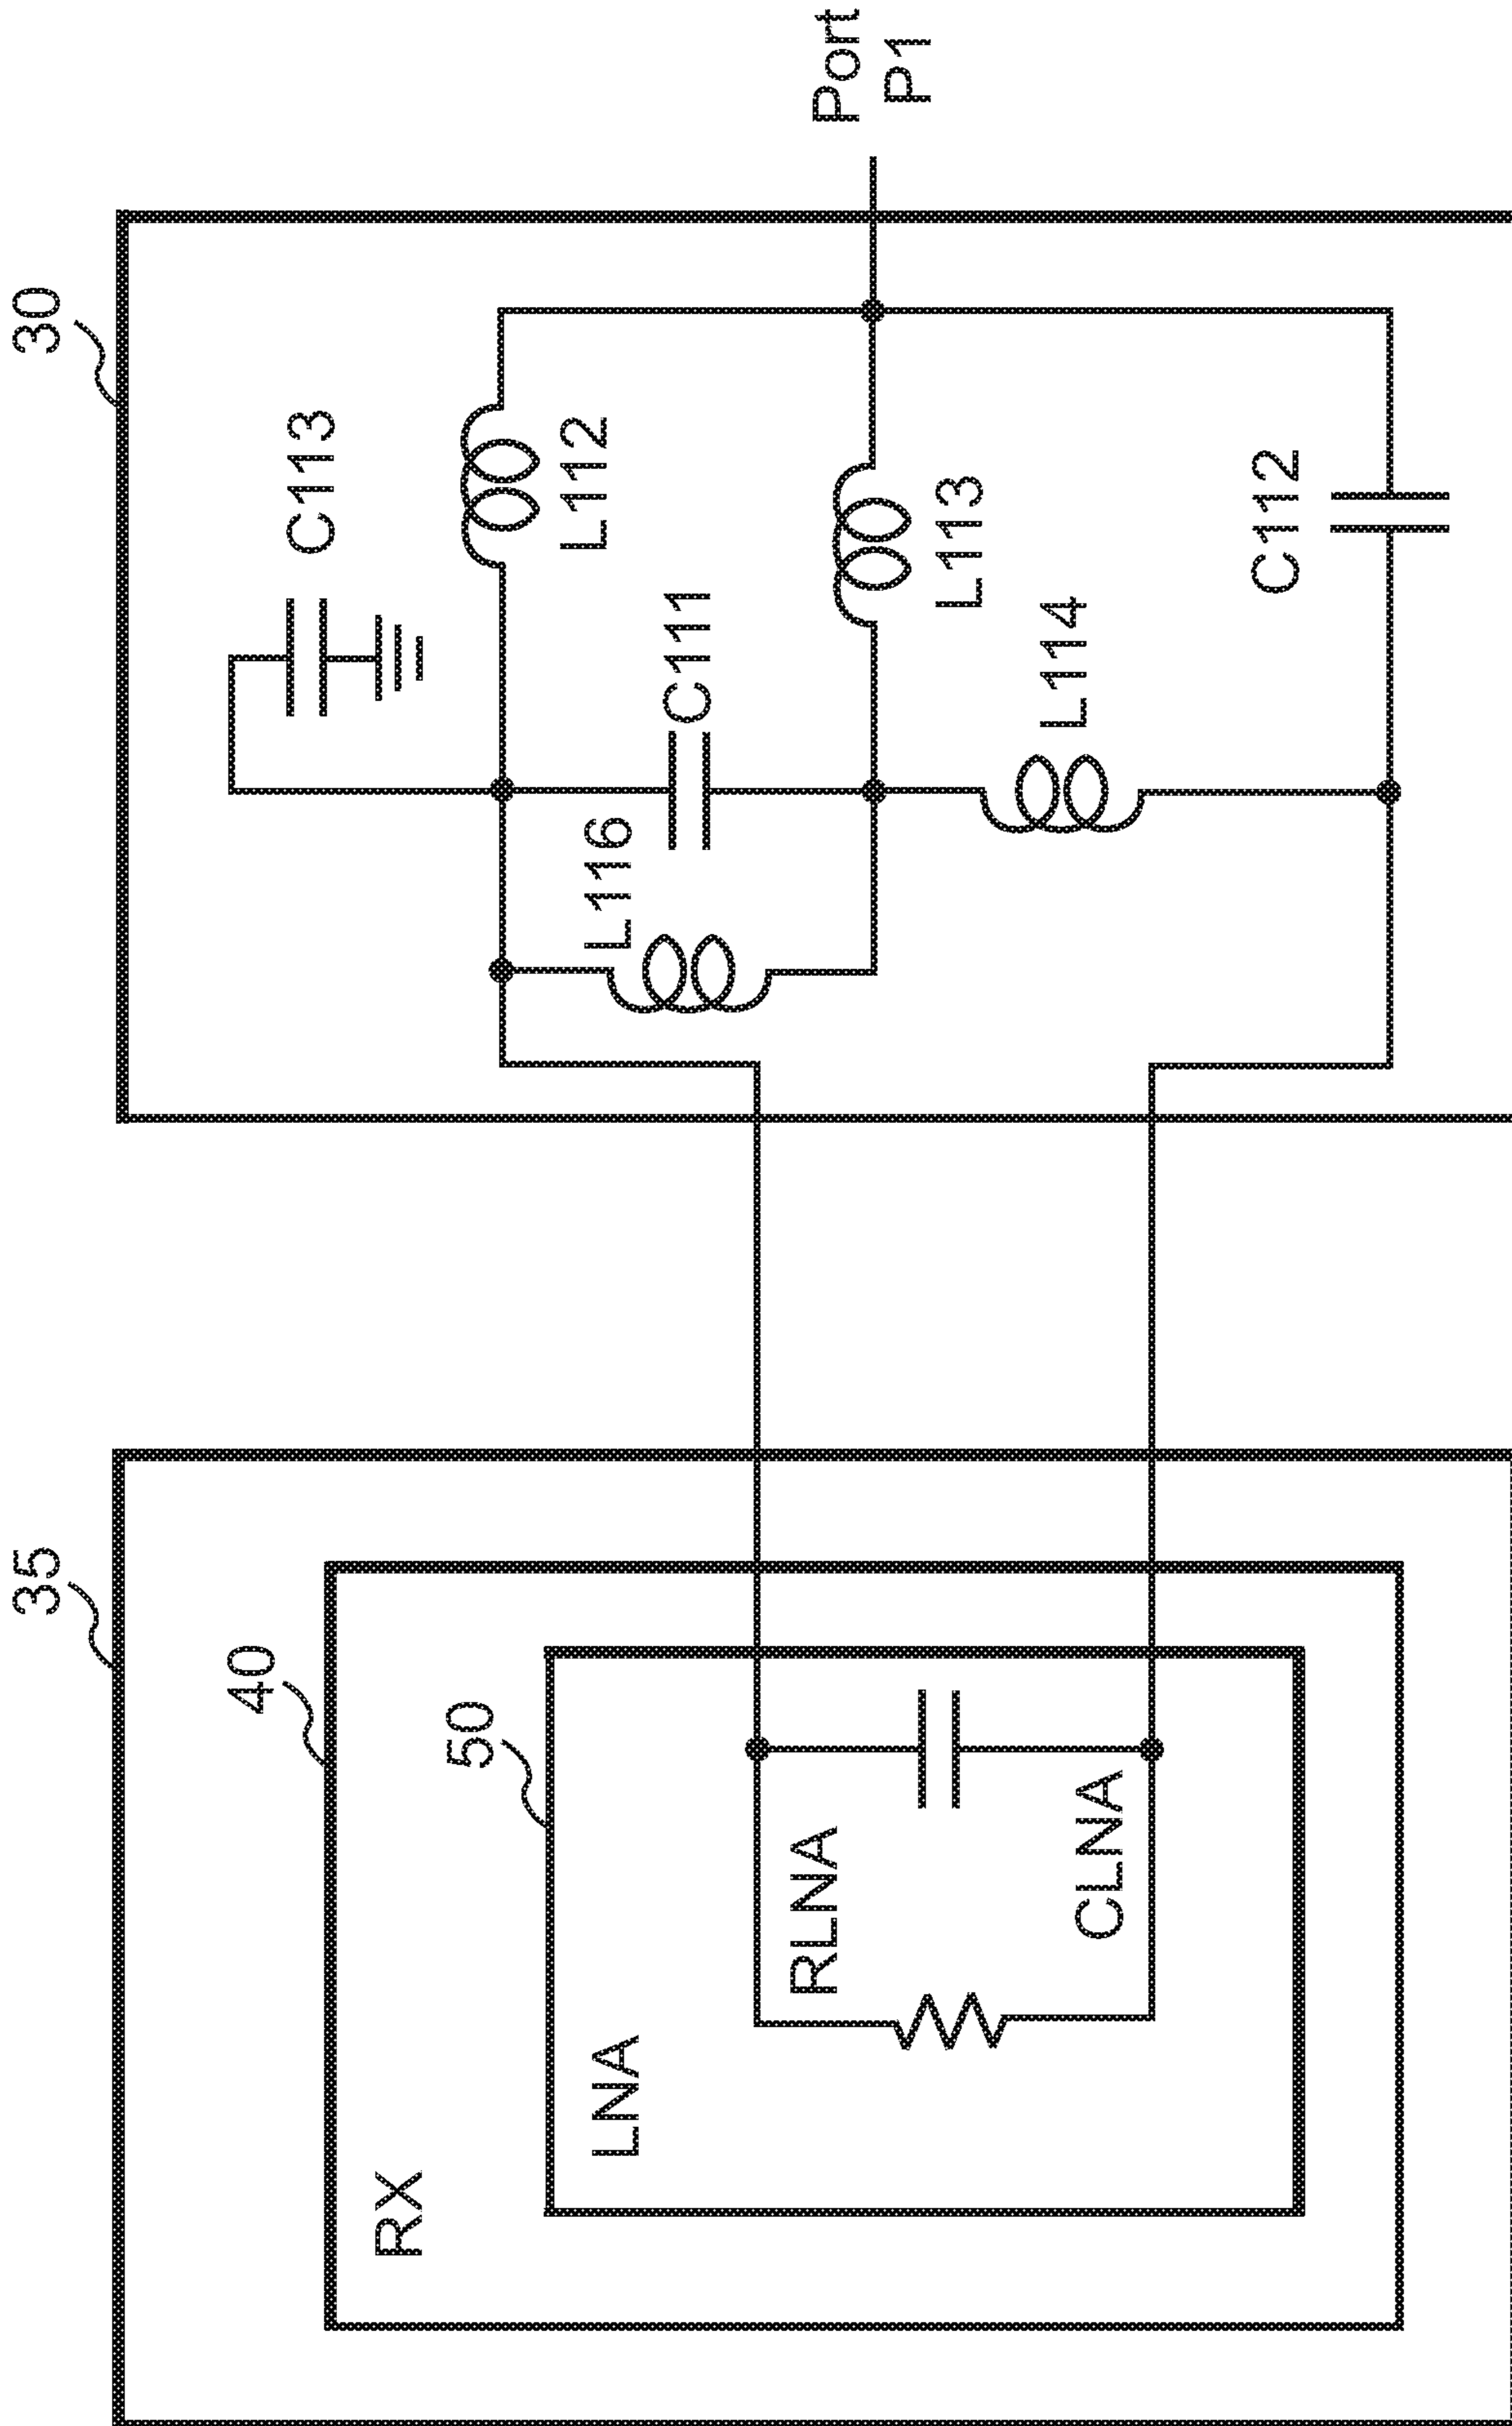 35
40
RX
50
LNA
RLNA
CLNA
30
C113
L116
C111
L112
L113
L114
C112
Port
P1